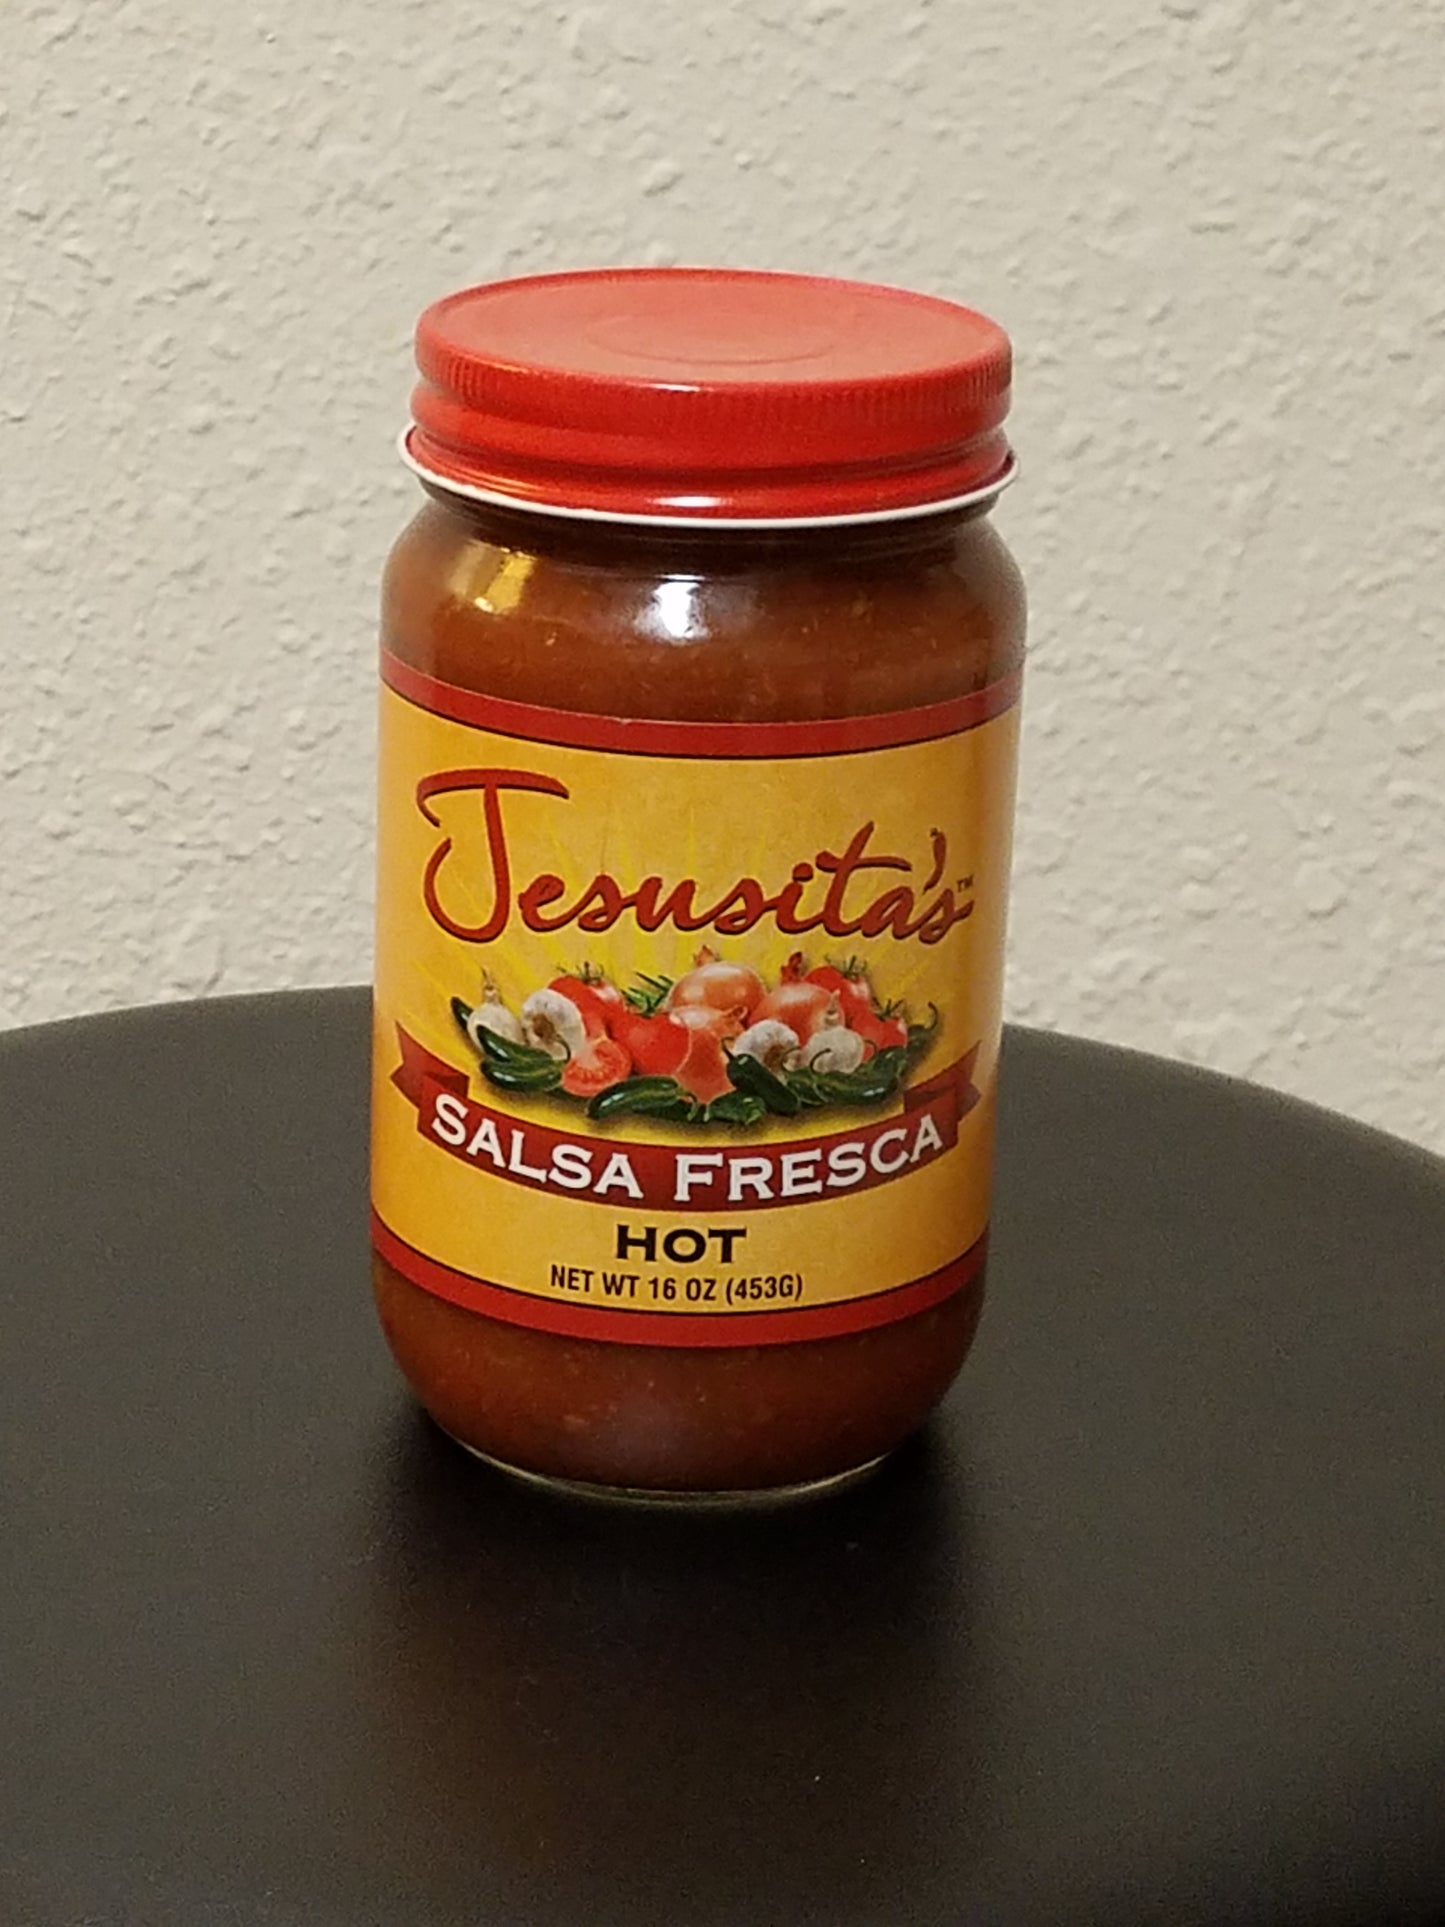 Jesusita's™
SALSA FRESCA
HOT
NET WT 16 OZ (453G)